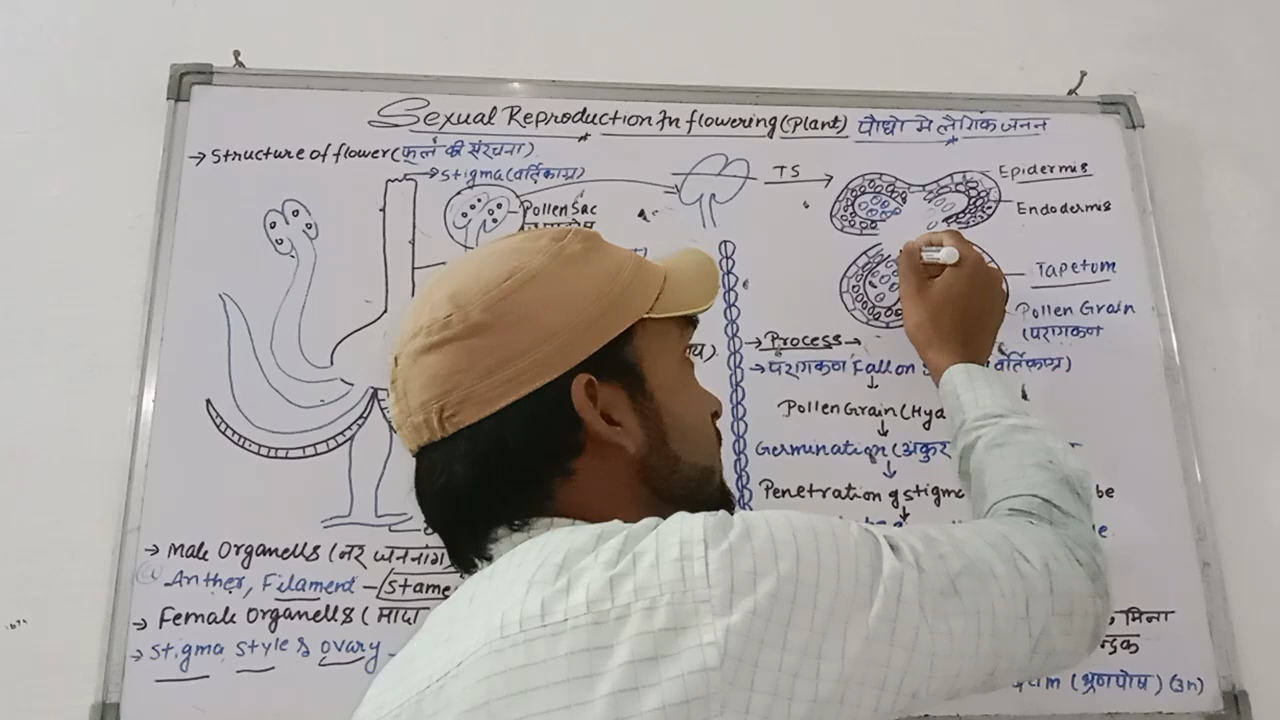 Sexual Reproduction In flowering (Plant) पौधो मे लैंगिक जनन
→ Structure of flower (फूल की संरचना)
→ Stigma (वर्तिकाग्र)
Pollen Sac
TS
Epidermis
Endodermis
Tapetum
Pollen Grain
(परागकण
→ Process →
→ परागकण Fall on वर्तिकाग्र)
Pollen Grain (Hya
Germination (अंकुर
Penetration g stigma be
→ Male Organells (नर जननांग)
Anther, Filament - Stame
→ Female Organells (मादा
→ Stigma style & ovary
मिला
(भ्रूणपोष) (3n)